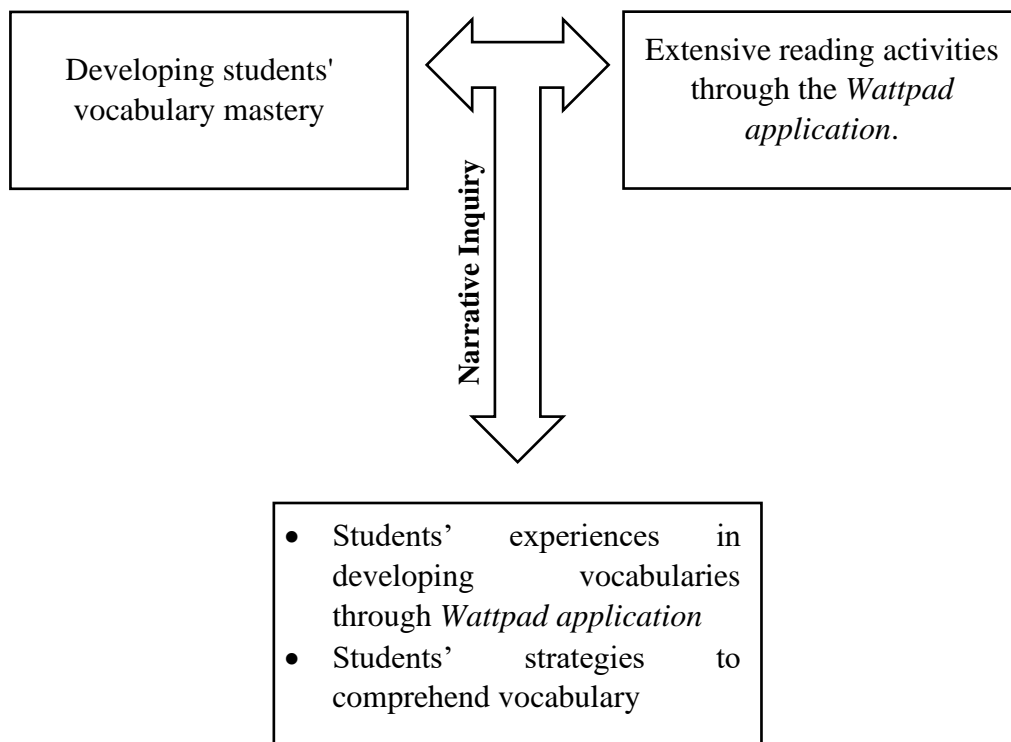 Developing students'
vocabulary mastery
Extensive reading activities
through the Wattpad
application.
Narrative Inquiry
• Students’ experiences in
developing vocabularies
through Wattpad application
• Students’ strategies to
comprehend vocabulary